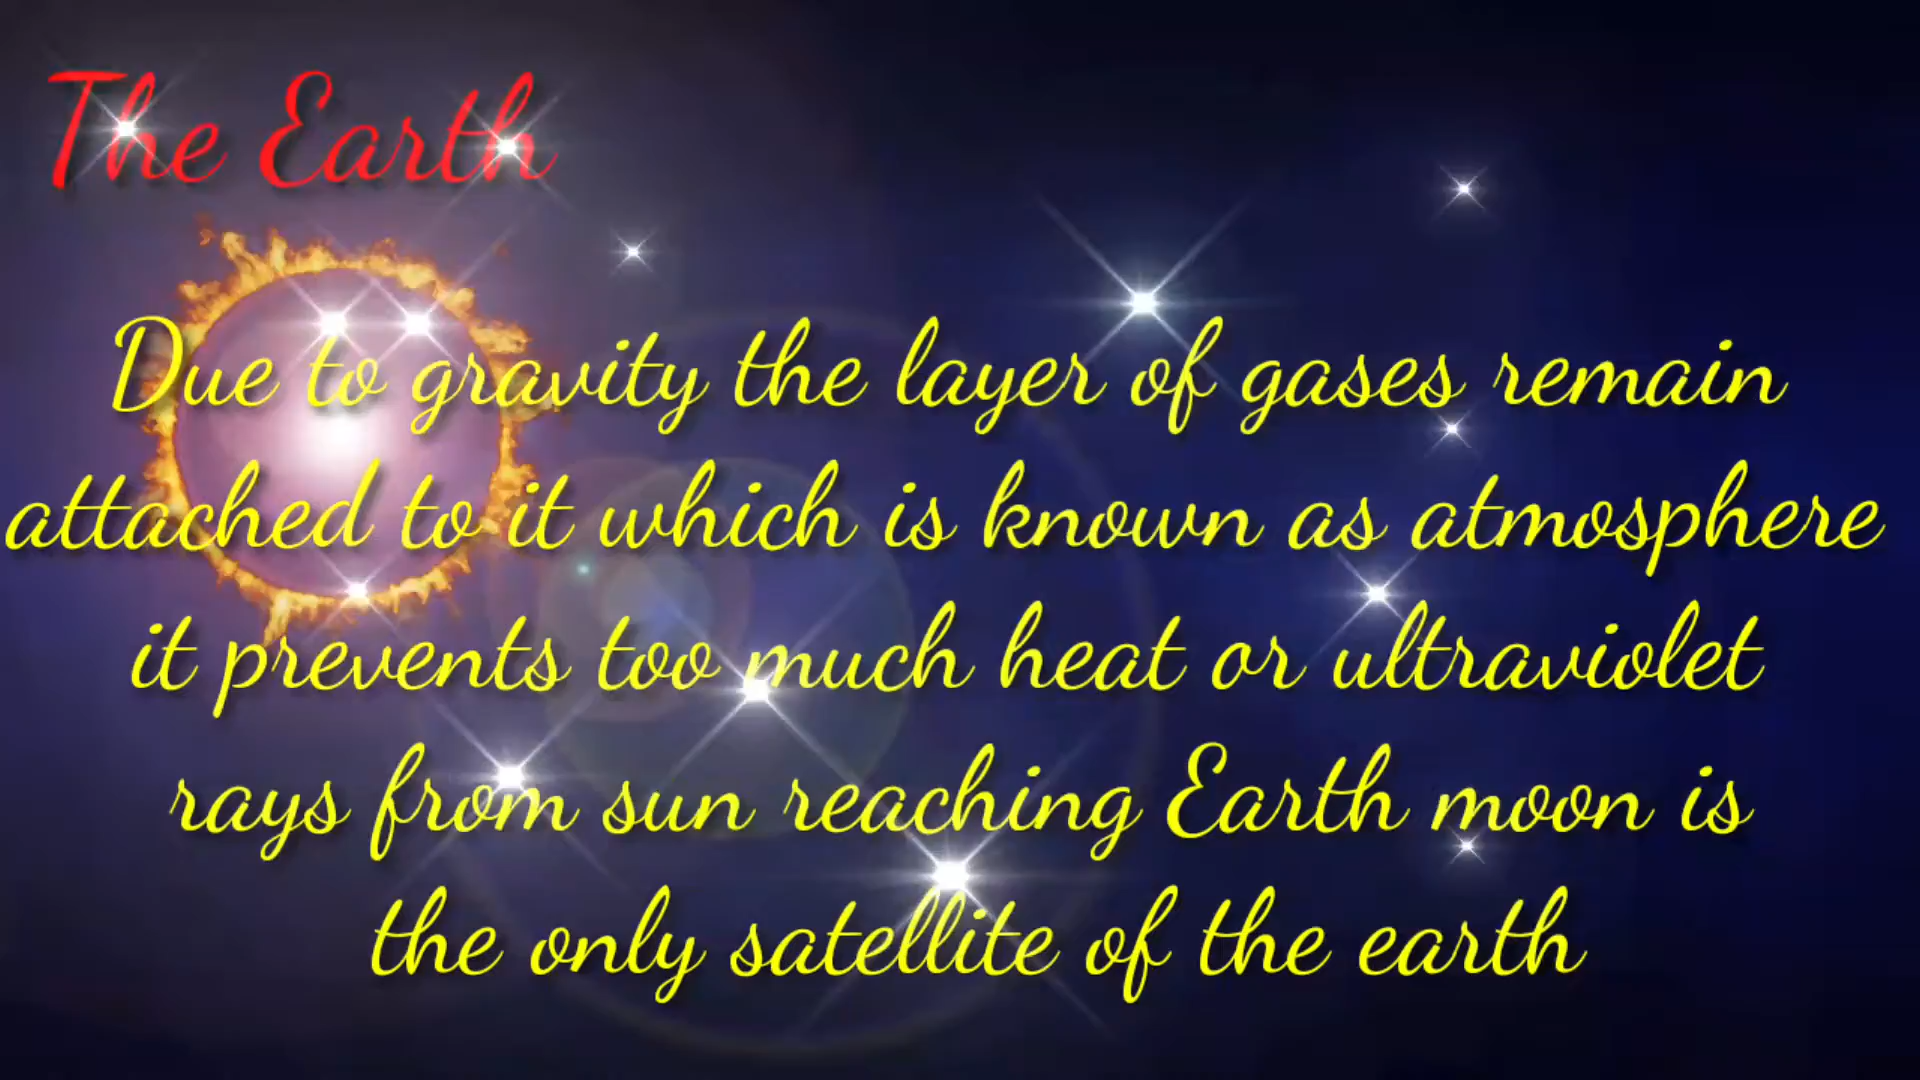 The Earth
Due to gravity the layer of gases remain
attached to it which is known as atmosphere
it prevents too much heat or ultraviolet
rays from sun reaching Earth moon is
the only satellite of the earth